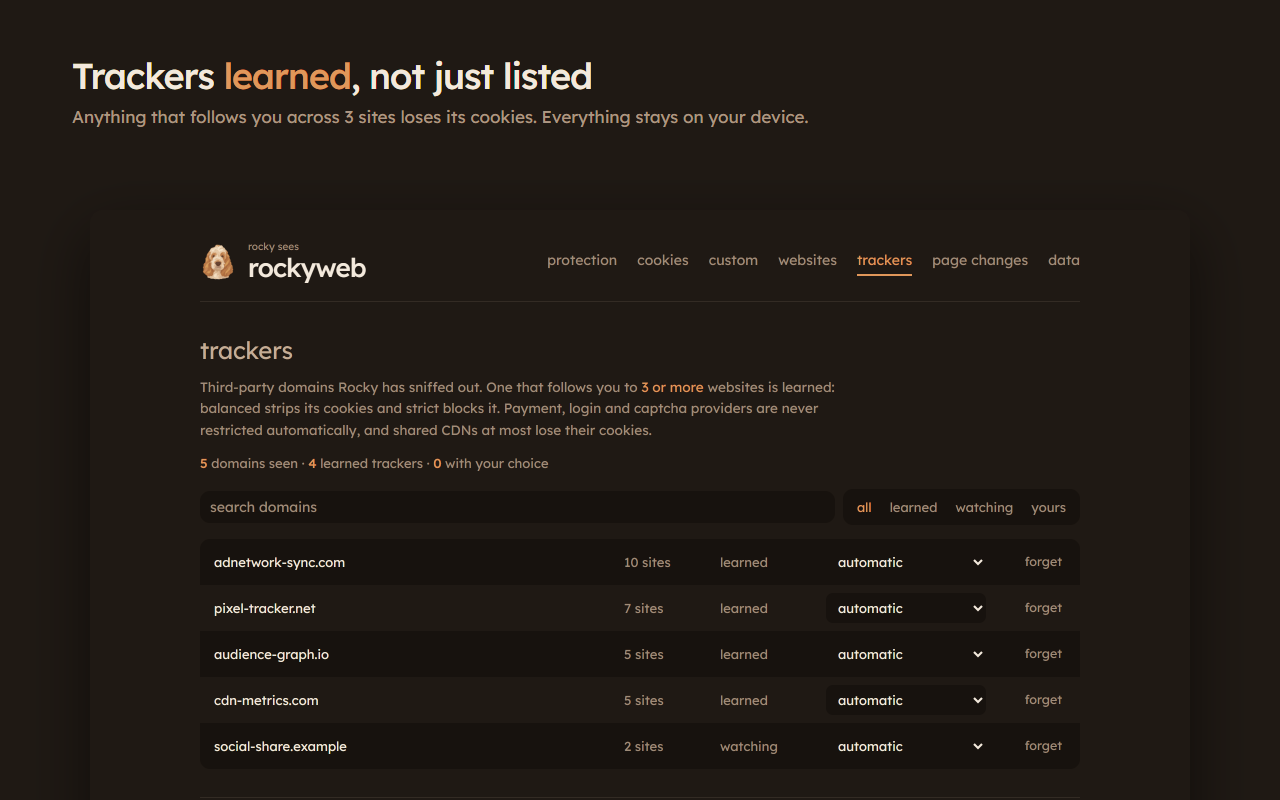 Trackers learned, not just listed
Anything that follows you across 3 sites loses its cookies. Everything stays on your device.
rocky sees
rockyweb
protection cookies custom websites trackers page changes data
trackers
Third-party domains Rocky has sniffed out. One that follows you to 3 or more websites is learned:
balanced strips its cookies and strict blocks it. Payment, login and captcha providers are never
restricted automatically, and shared CDNs at most lose their cookies.
5 domains seen · 4 learned trackers · 0 with your choice
search domains all learned watching yours
adnetwork-sync.com 10 sites learned automatic forget
pixel-tracker.net 7 sites learned automatic forget
audience-graph.io 5 sites learned automatic forget
cdn-metrics.com 5 sites learned automatic forget
social-share.example 2 sites watching automatic forget